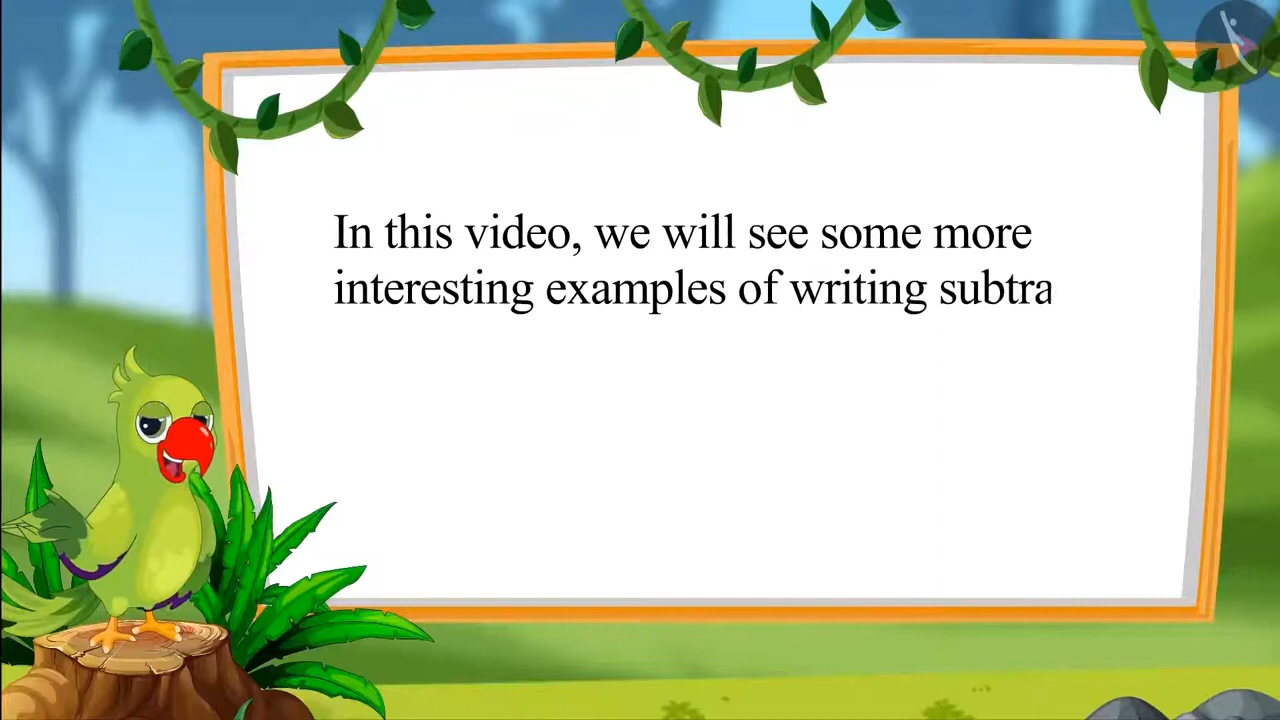 In this video, we will see some more
interesting examples of writing subtra